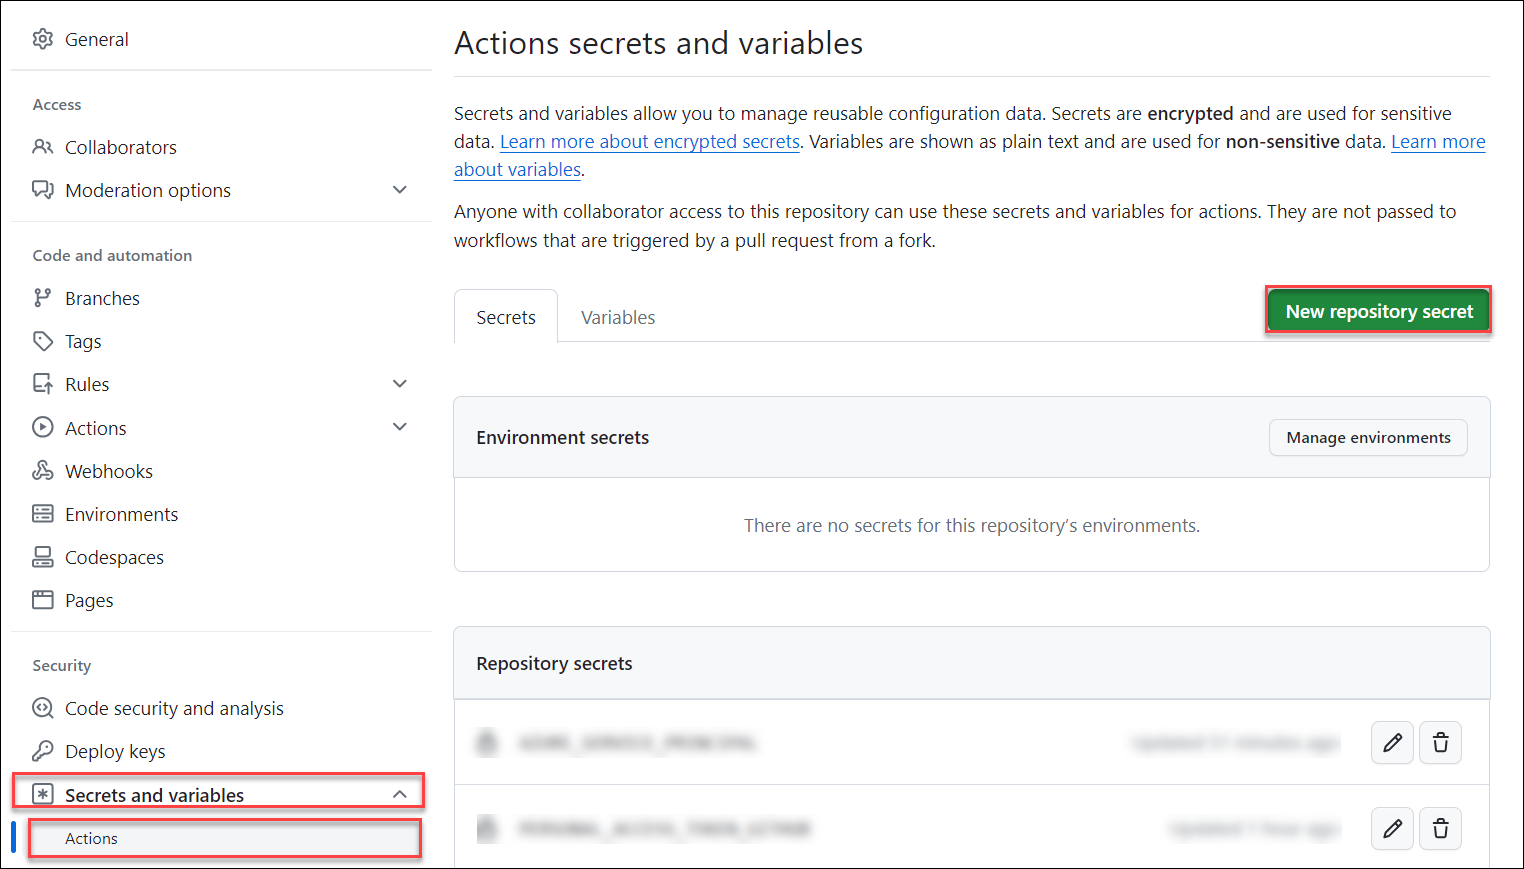 General
Access
Collaborators
Moderation options
Code and automation
Branches
Tags
Rules
Actions
Webhooks
Environments
Codespaces
Pages
Security
Code security and analysis
Deploy keys
Secrets and variables
Actions
Actions secrets and variables
Secrets and variables allow you to manage reusable configuration data. Secrets are encrypted and are used for sensitive
data. Learn more about encrypted secrets. Variables are shown as plain text and are used for non-sensitive data. Learn more
about variables.
Anyone with collaborator access to this repository can use these secrets and variables for actions. They are not passed to
workflows that are triggered by a pull request from a fork.
Secrets
Variables
New repository secret
Environment secrets
Manage environments
There are no secrets for this repository's environments.
Repository secrets